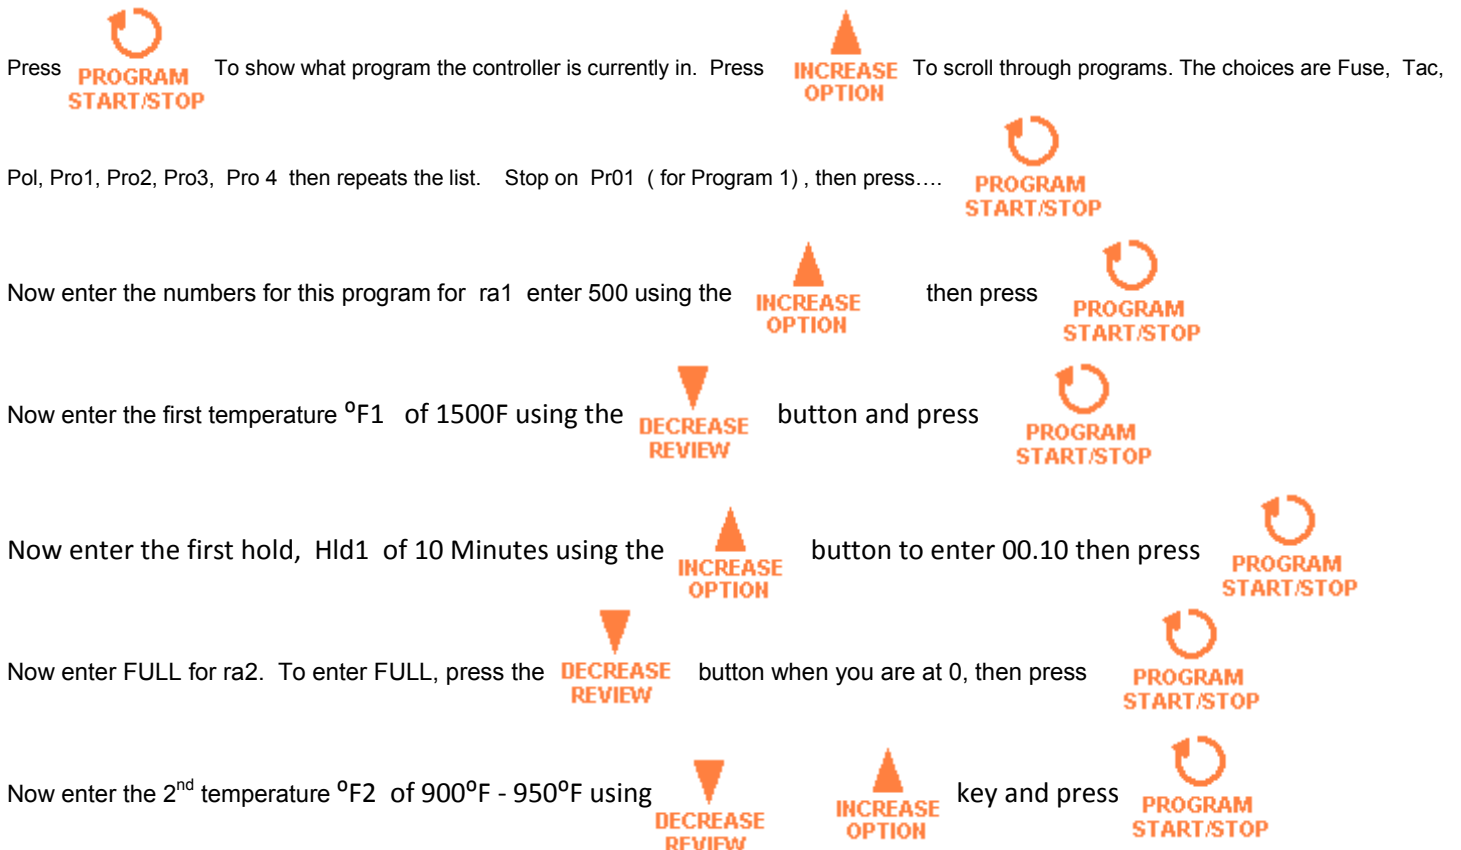 Press PROGRAM START/STOP To show what program the controller is currently in. Press INCREASE OPTION To scroll through programs. The choices are Fuse, Tac,
Pol, Pro1, Pro2, Pro3, Pro 4 then repeats the list. Stop on Pr01 ( for Program 1) , then press…. PROGRAM START/STOP
Now enter the numbers for this program for ra1 enter 500 using the INCREASE OPTION then press PROGRAM START/STOP
Now enter the first temperature ⁰F1 of 1500F using the DECREASE REVIEW button and press PROGRAM START/STOP
Now enter the first hold, Hld1 of 10 Minutes using the INCREASE OPTION button to enter 00.10 then press PROGRAM START/STOP
Now enter FULL for ra2. To enter FULL, press the DECREASE REVIEW button when you are at 0, then press PROGRAM START/STOP
Now enter the 2nd temperature ⁰F2 of 900⁰F - 950⁰F using DECREASE REVIEW INCREASE OPTION key and press PROGRAM START/STOP